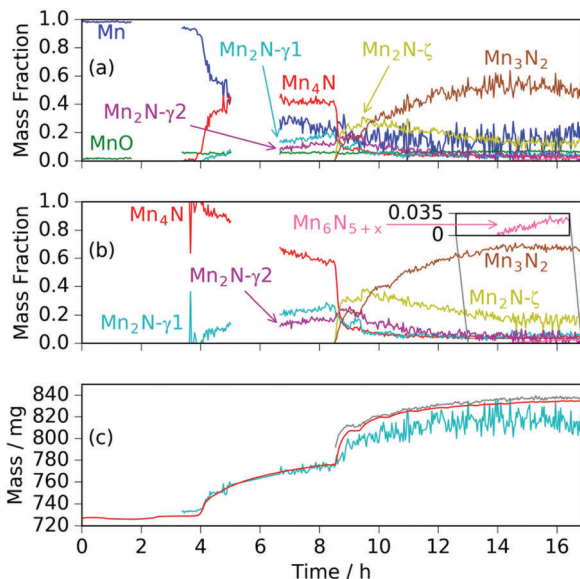 1.0
0.8
0.6
0.4
0.2
0.0
Mass Fraction
Mn
(a)
Mn₂N-γ2
MnO
Mn₂N-γ1
Mn₄N
Mn₂N-ζ
Mn₃N₂
1.0
0.8
0.6
0.4
0.2
0.0
Mass Fraction
(b)
Mn₄N
Mn₂N-γ2
Mn₂N-γ1
Mn₆N₅₊ₓ
0.035
0
Mn₃N₂
Mn₂N-ζ
840
820
800
780
760
740
720
Mass / mg
(c)
0 2 4 6 8 10 12 14 16
Time / h